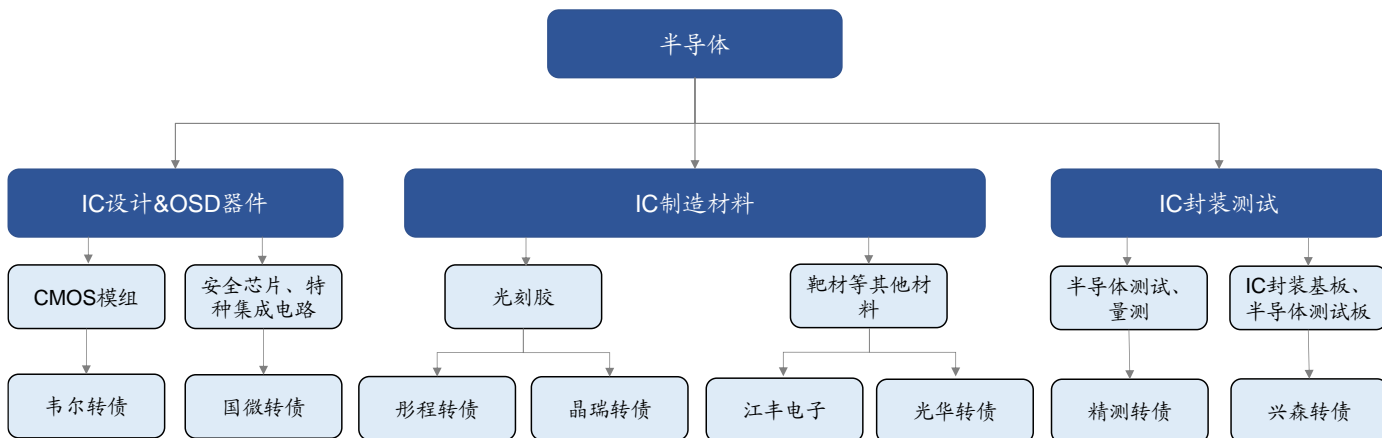 半导体
IC设计&OSD器件
IC制造材料
IC封装测试
CMOS模组
安全芯片、特
种集成电路
光刻胶
靶材等其他材
料
半导体测试、
量测
IC封装基板、
半导体测试板
韦尔转债
国微转债
彤程转债
晶瑞转债
江丰电子
光华转债
精测转债
兴森转债